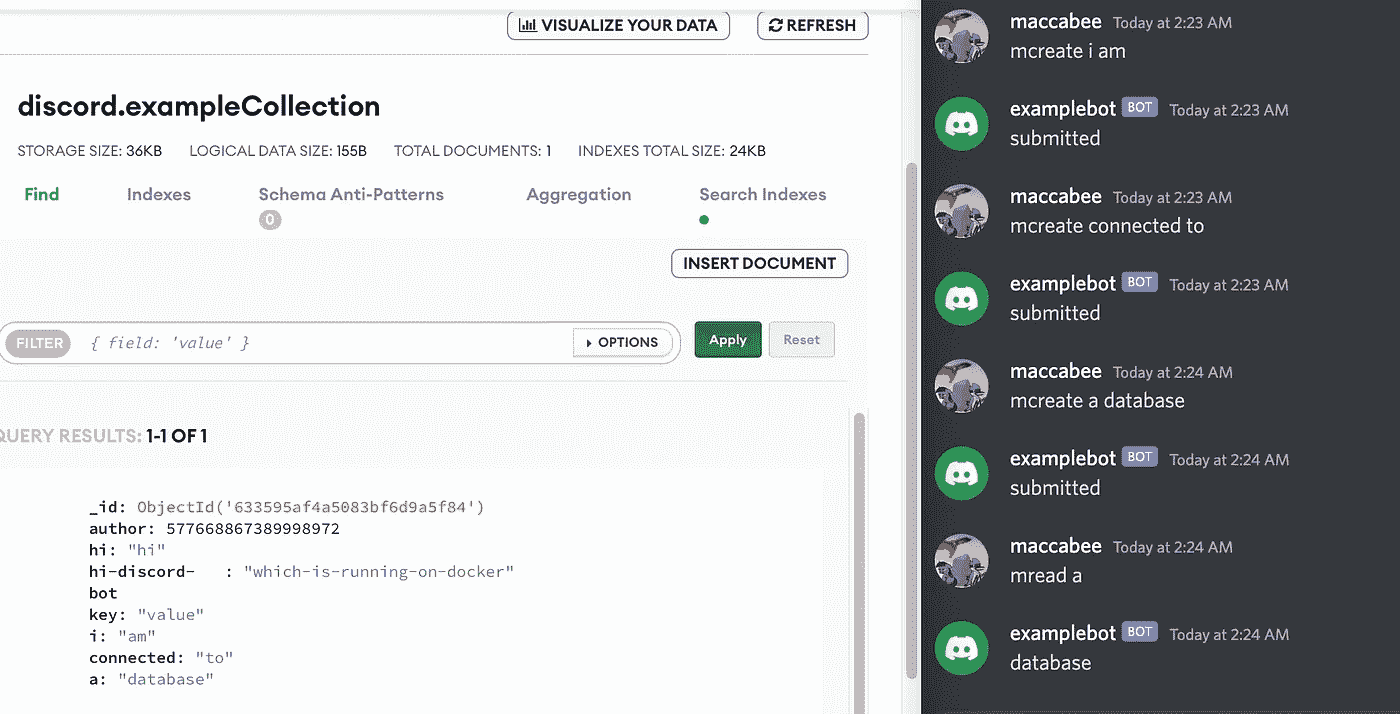 VISUALIZE YOUR DATA
REFRESH
discord.exampleCollection
STORAGE SIZE: 36KB LOGICAL DATA SIZE: 155B TOTAL DOCUMENTS: 1 INDEXES TOTAL SIZE: 24KB
Find Indexes Schema Anti-Patterns Aggregation Search Indexes
0
INSERT DOCUMENT
FILTER { field: 'value' } OPTIONS Apply Reset
QUERY RESULTS: 1-1 OF 1
_id: ObjectId('633595af4a5083bf6d9a5f84')
author: 577668867389998972
hi: "hi"
hi-discord- : "which-is-running-on-docker"
bot
key: "value"
i: "am"
connected: "to"
a: "database"
maccabee Today at 2:23 AM
mcreate i am
examplebot BOT Today at 2:23 AM
submitted
maccabee Today at 2:23 AM
mcreate connected to
examplebot BOT Today at 2:23 AM
submitted
maccabee Today at 2:24 AM
mcreate a database
examplebot BOT Today at 2:24 AM
submitted
maccabee Today at 2:24 AM
mread a
examplebot BOT Today at 2:24 AM
database